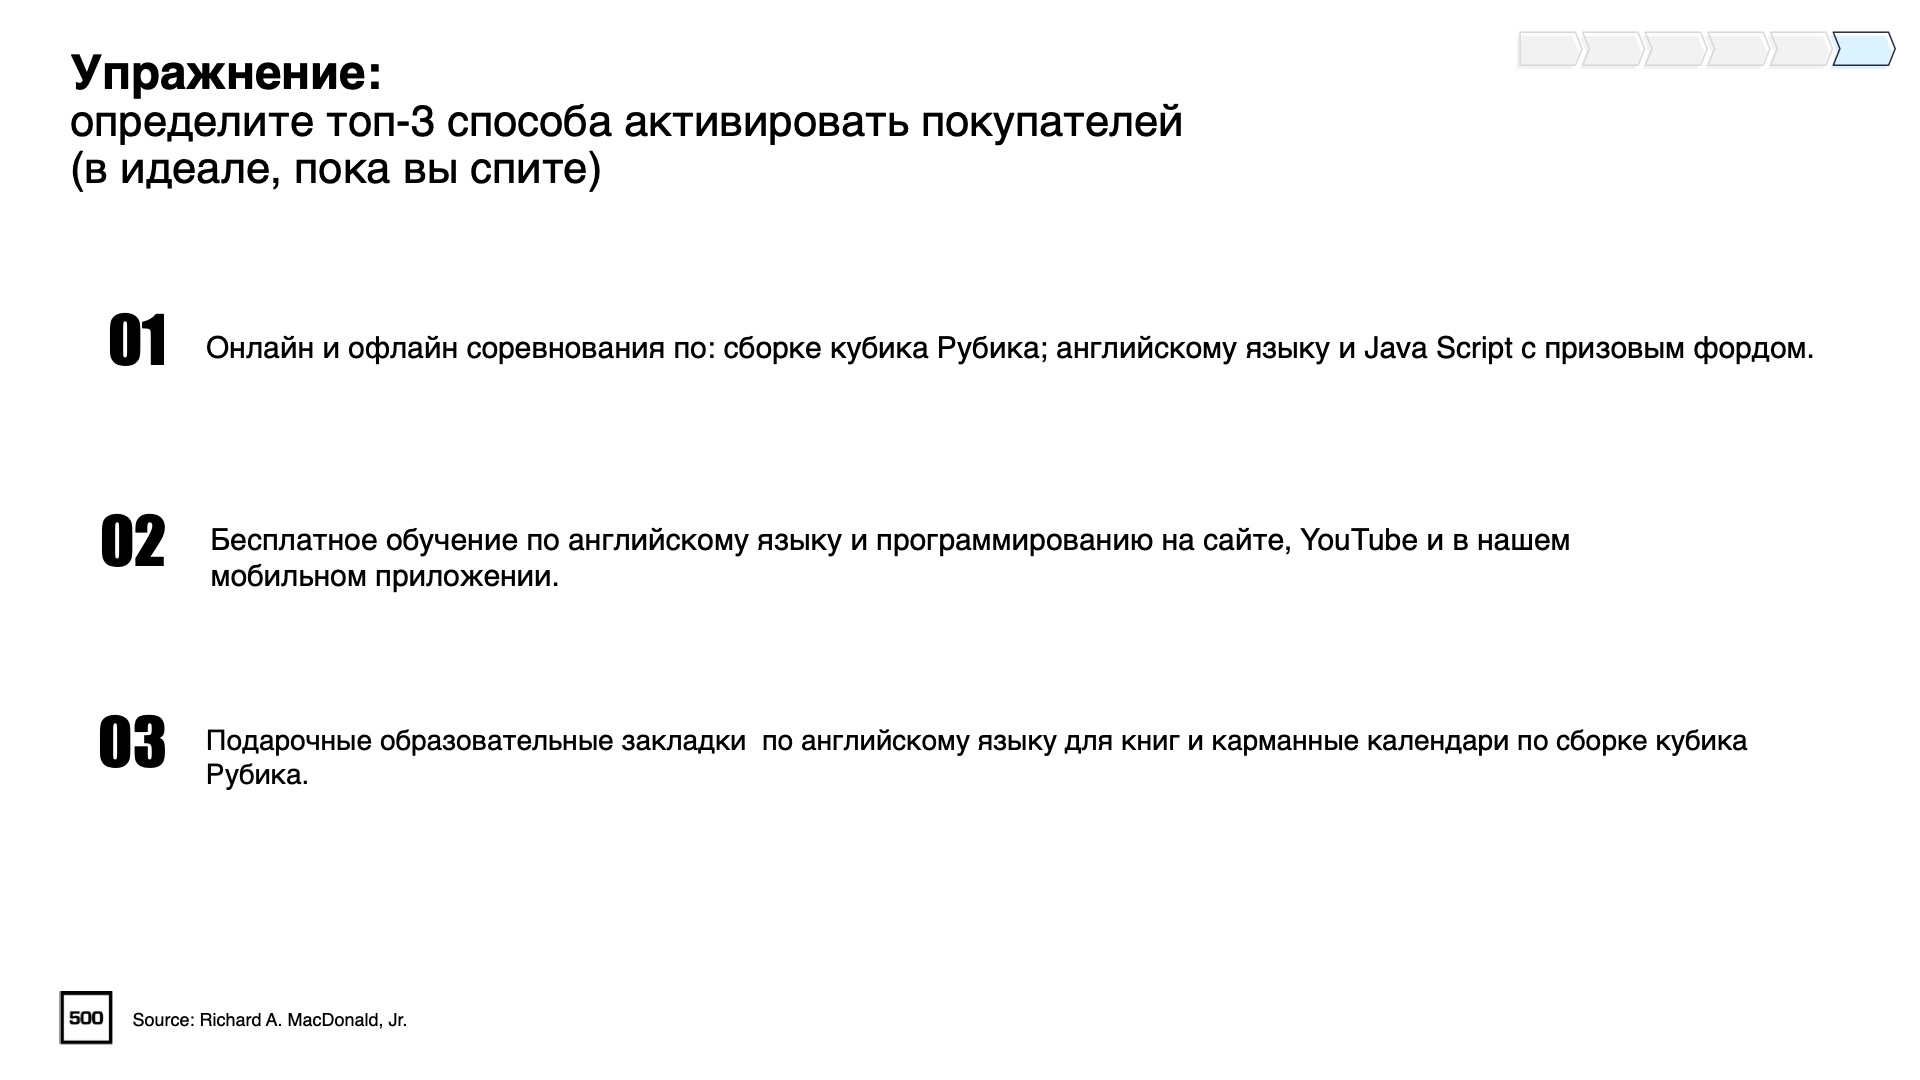 Упражнение:
определите топ-3 способа активировать покупателей
(в идеале, пока вы спите)
01
Онлайн и офлайн соревнования по: сборке кубика Рубика; английскому языку и Java Script с призовым фордом.
02
Бесплатное обучение по английскому языку и программированию на сайте, YouTube и в нашем
мобильном приложении.
03
Подарочные образовательные закладки  по английскому языку для книг и карманные календари по сборке кубика
Рубика.
500
Source: Richard A. MacDonald, Jr.